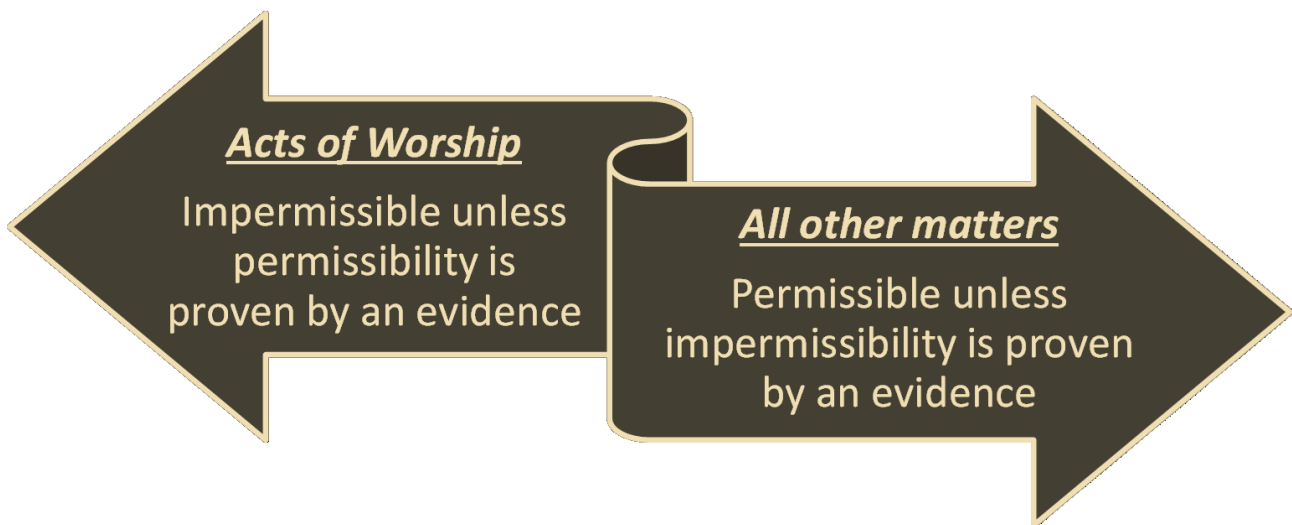 Acts of Worship
Impermissible unless
permissibility is
proven by an evidence
All other matters
Permissible unless
impermissibility is proven
by an evidence